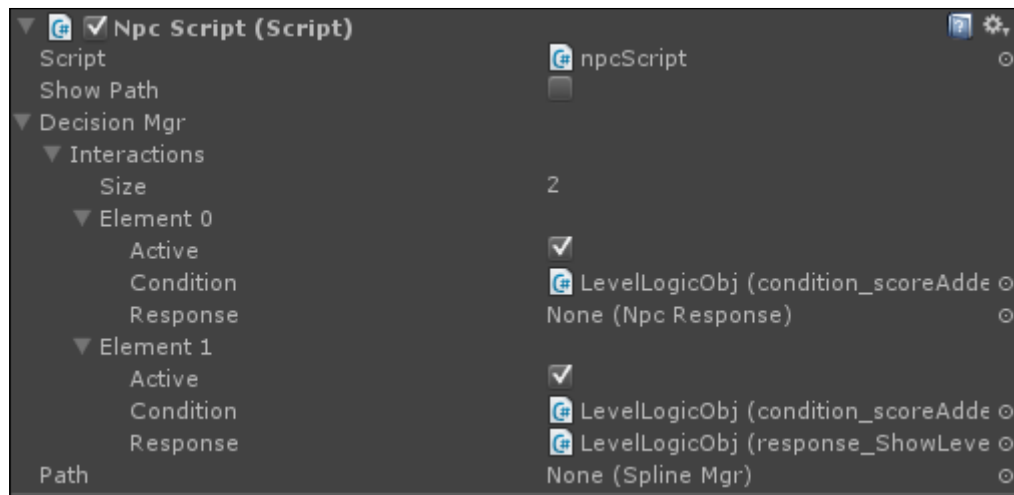 Npc Script (Script)
Script npcScript
Show Path
Decision Mgr
Interactions
Size 2
Element 0
Active
Condition LevelLogicObj (condition_scoreAdde
Response None (Npc Response)
Element 1
Active
Condition LevelLogicObj (condition_scoreAdde
Response LevelLogicObj (response_ShowLeve
Path None (Spline Mgr)